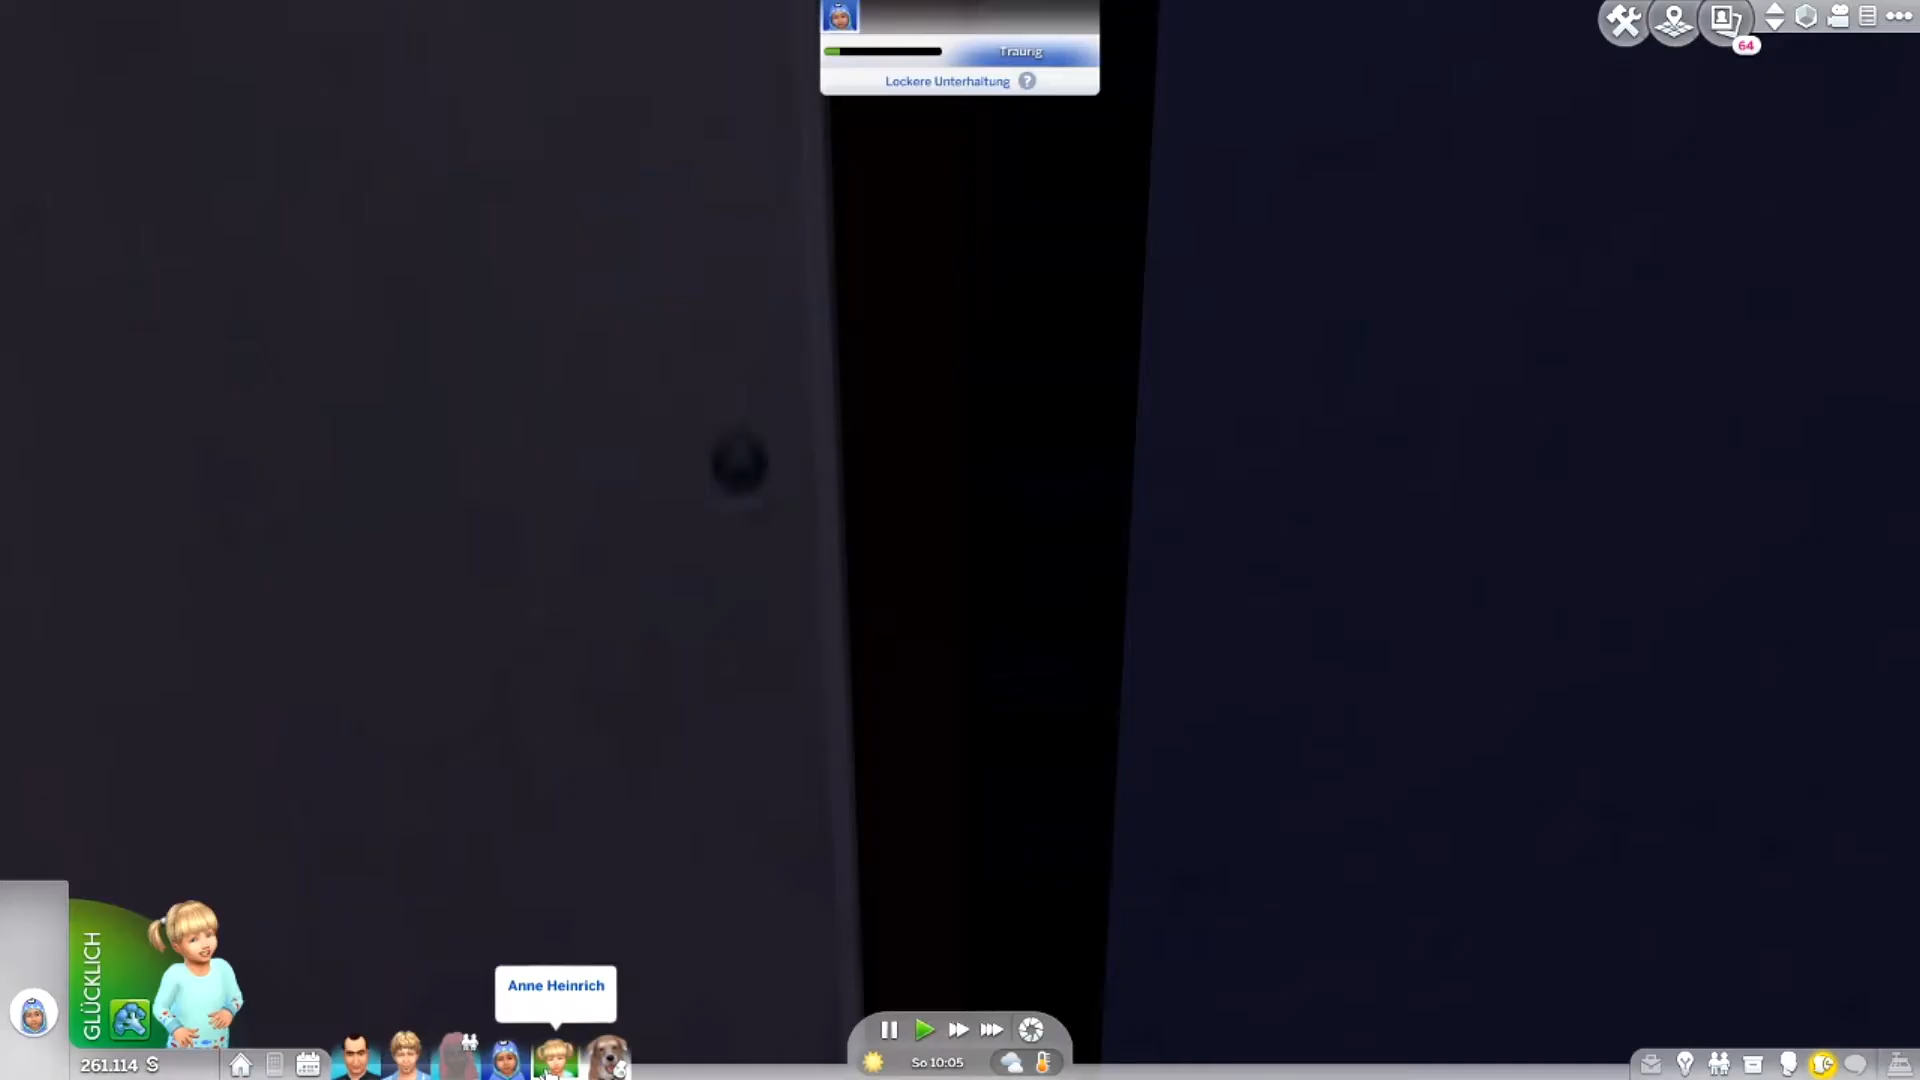 Traurig
Lockere Unterhaltung ?
64
GLÜCKLICH
Anne Heinrich
261.114 S
So 10:05